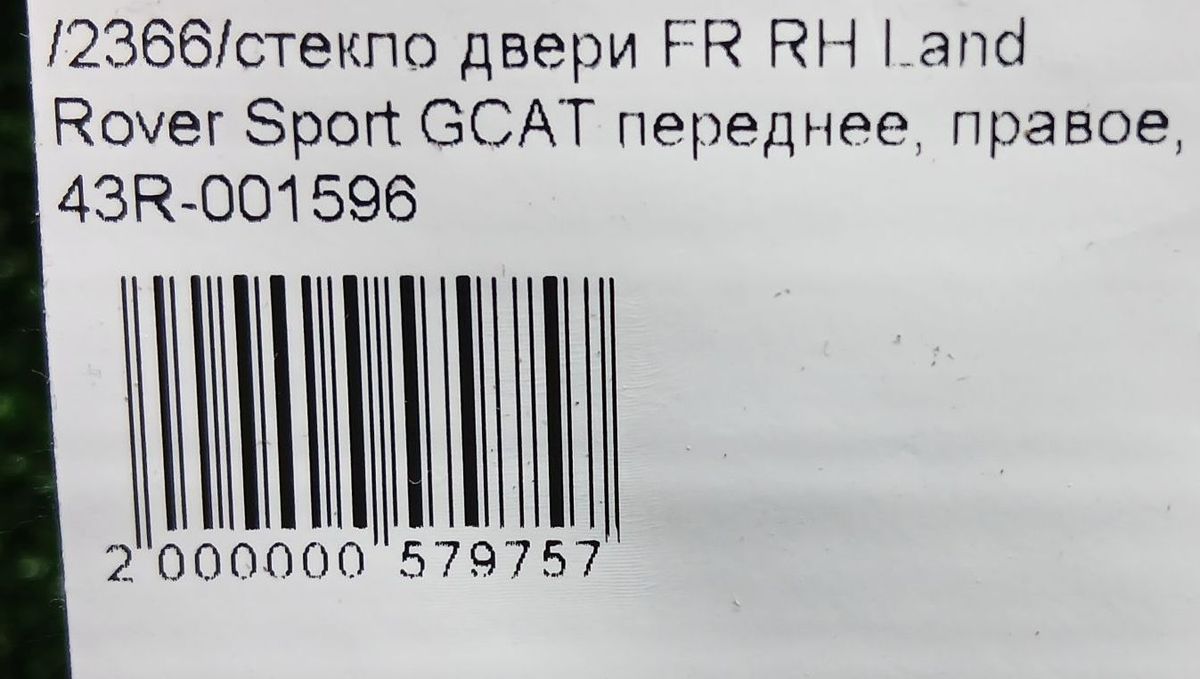 /2366/стекло двери FR RH Land
Rover Sport GCAT переднее, правое,
43R-001596
2 000000 579757